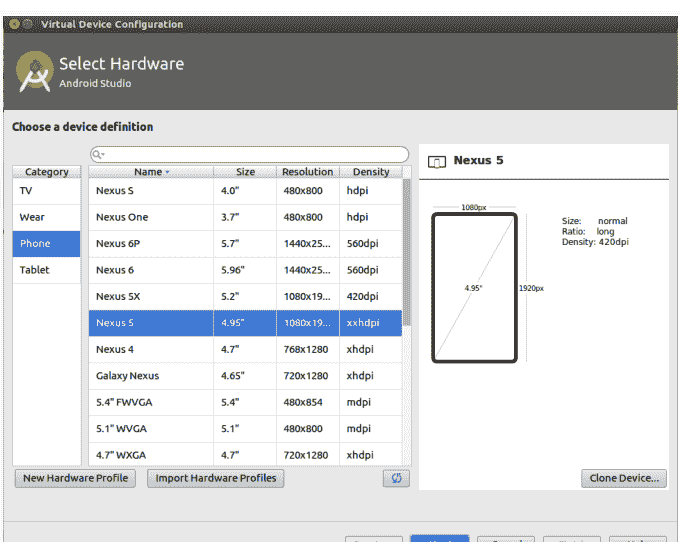 Virtual Device Configuration
Select Hardware
Android Studio
Choose a device definition
Category
TV
Wear
Phone
Tablet
Name Size Resolution Density
Nexus S 4.0" 480x800 hdpi
Nexus One 3.7" 480x800 hdpi
Nexus 6P 5.7" 1440x25... 560dpi
Nexus 6 5.96" 1440x25... 560dpi
Nexus 5X 5.2" 1080x19... 420dpi
Nexus 5 4.95" 1080x19... xxhdpi
Nexus 4 4.7" 768x1280 xhdpi
Galaxy Nexus 4.65" 720x1280 xhdpi
5.4" FWVGA 5.4" 480x854 mdpi
5.1" WVGA 5.1" 480x800 mdpi
4.7" WXGA 4.7" 720x1280 xhdpi
New Hardware Profile Import Hardware Profiles
Nexus 5
1080px
4.95"
1920px
Size: normal
Ratio: long
Density: 420dpi
Clone Device...